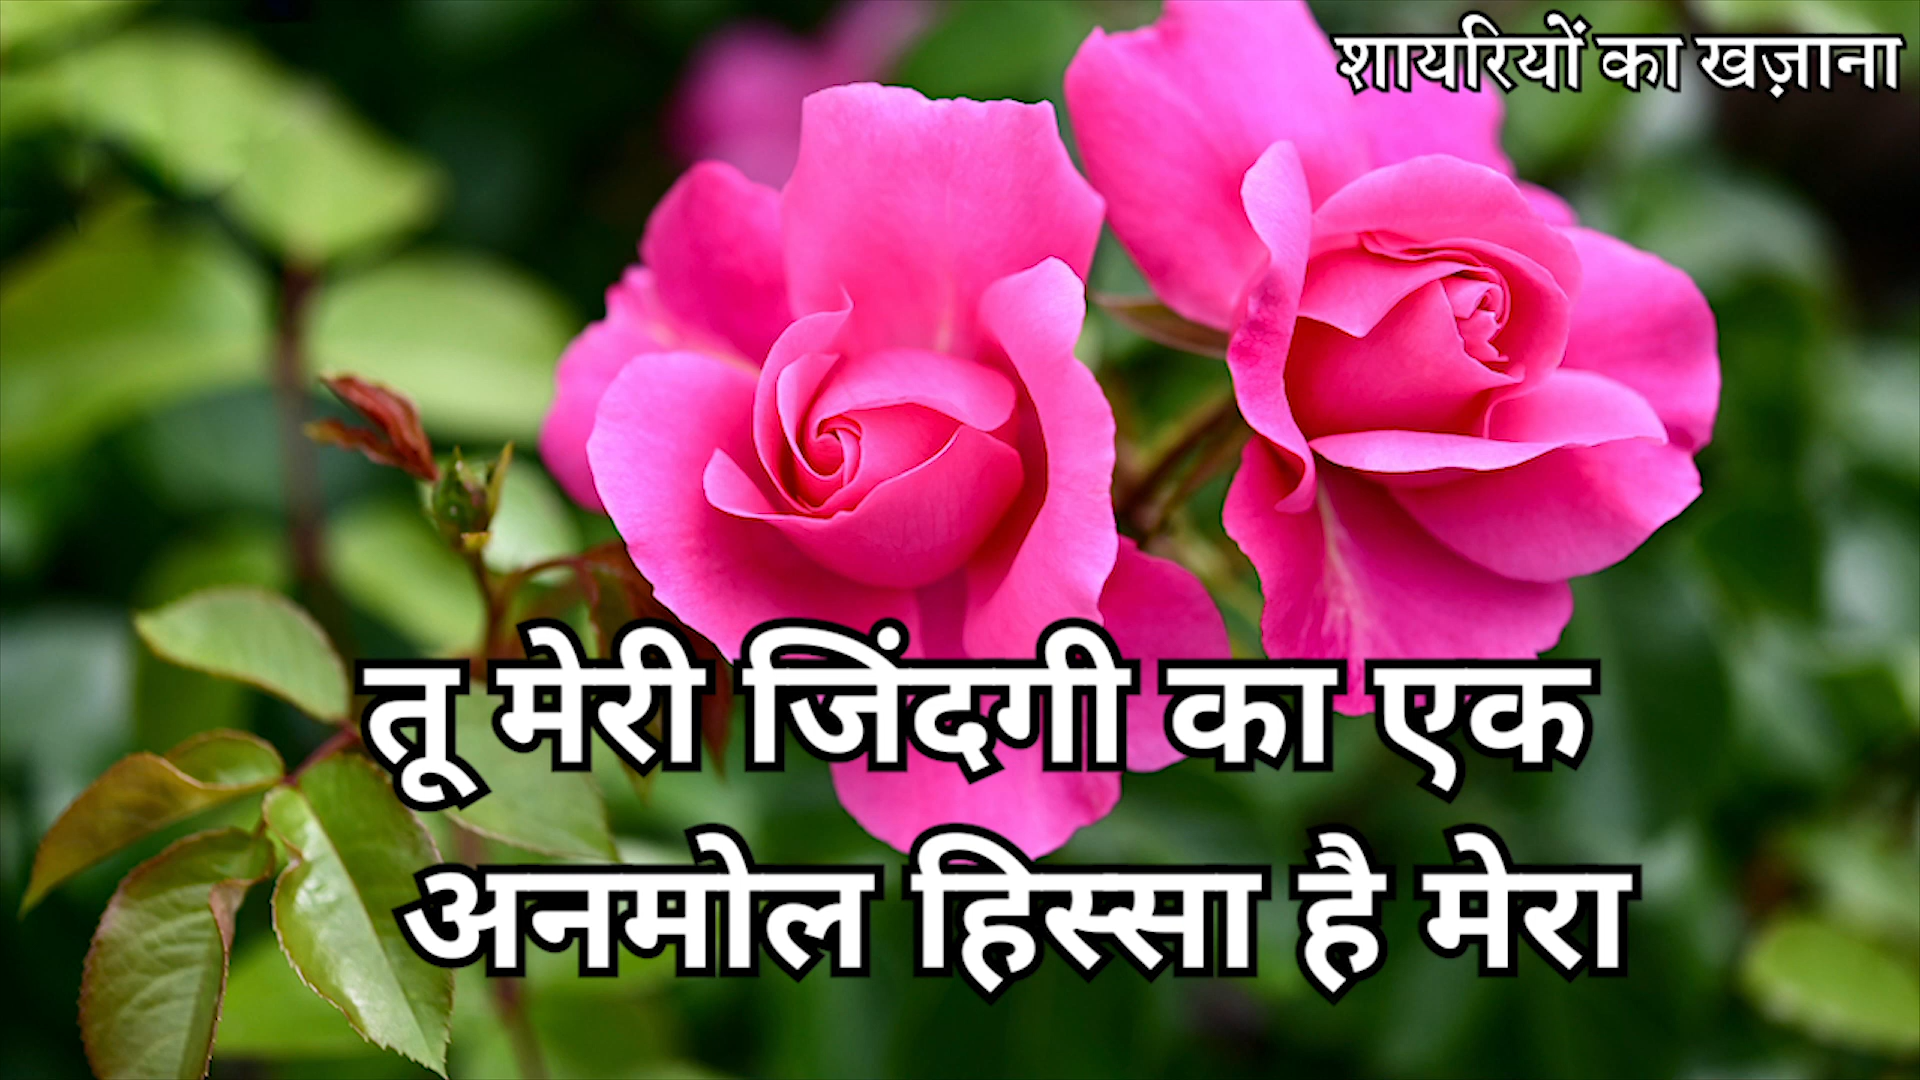 शायरियों का खज़ाना
तू मेरी जिंदगी का एक
अनमोल हिस्सा है मेरा